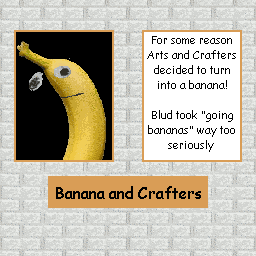 For some reason
Arts and Crafters
decided to turn
into a banana!
Blud took "going
bananas" way too
seriously
Banana and Crafters